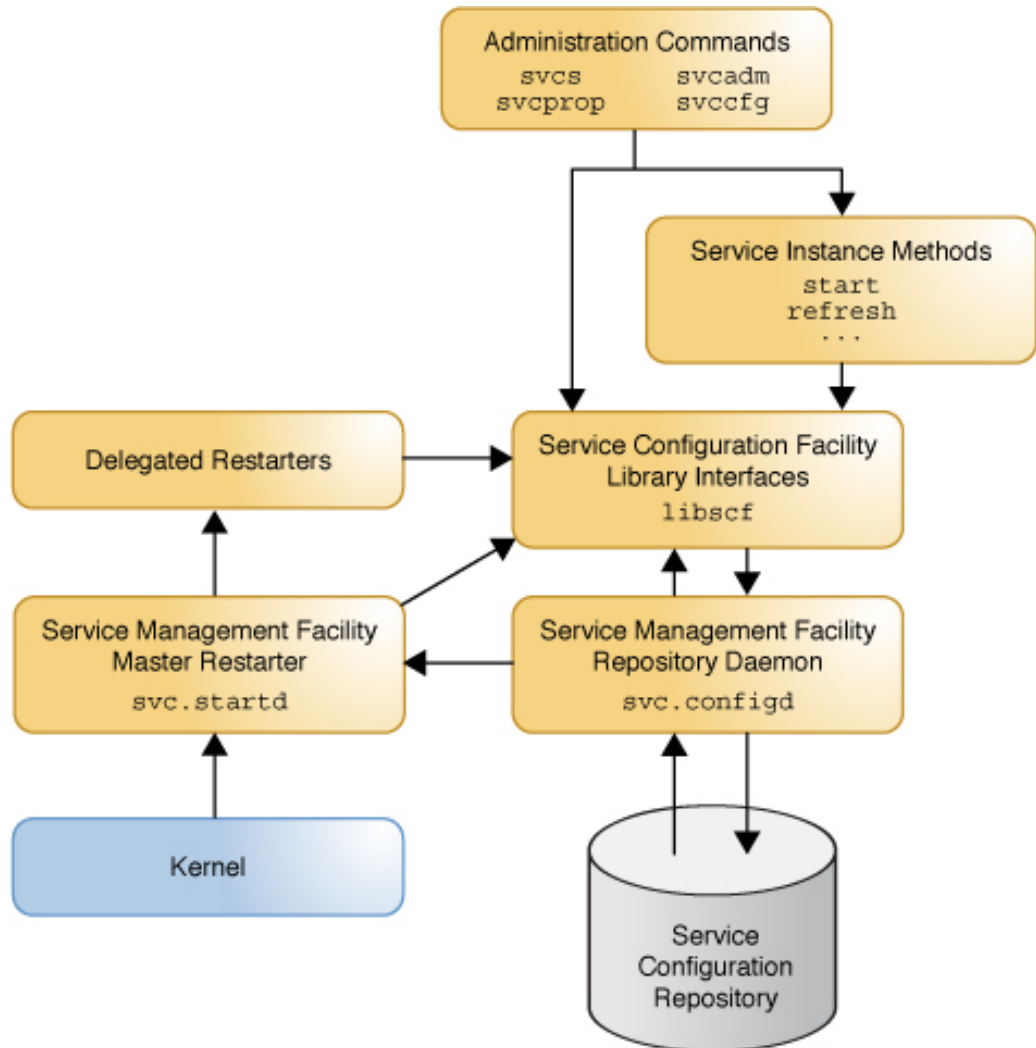 Administration Commands
svcs svcadm
svcprop svccfg
Service Instance Methods
start
refresh
...
Delegated Restarters
Service Configuration Facility
Library Interfaces
libscf
Service Management Facility
Master Restarter
svc.startd
Service Management Facility
Repository Daemon
svc.configd
Kernel
Service
Configuration
Repository